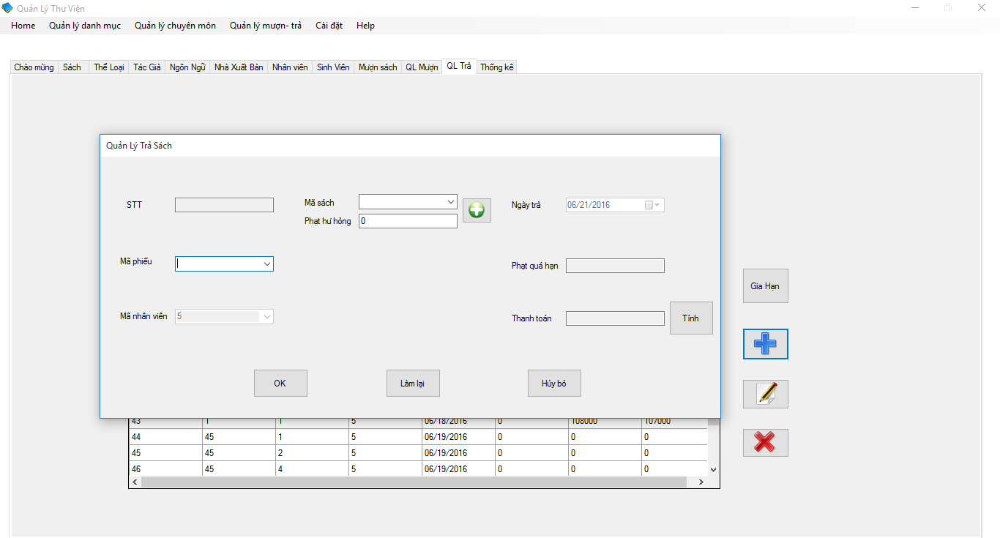 Quản Lý Thư Viện
Home Quản lý danh mục Quản lý chuyên môn Quản lý mượn- trả Cài đặt Help
Chào mừng Sách Thể Loại Tác Giả Ngôn Ngữ Nhà Xuất Bản Nhân viên Sinh Viên Mượn sách QL Mượn QL Trả Thống kê
Quản Lý Trả Sách
STT Mã sách Ngày trả 06/21/2016
Phạt hư hỏng 0
Mã phiếu Phạt quá hạn
Gia Hạn
Mã nhân viên 5 Thanh toán Tính
OK Làm lại Hủy bỏ
43 1 1 5 06/18/2016 0 108000 107000
44 45 1 5 06/19/2016 0 0 0
45 45 2 5 06/19/2016 0 0 0
46 45 4 5 06/19/2016 0 0 0